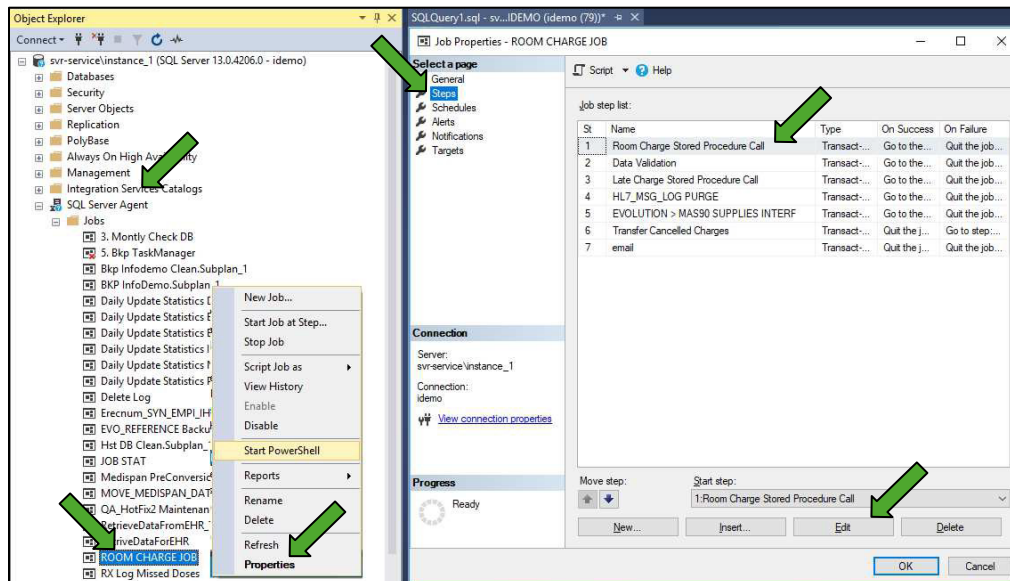 Object Explorer
Connect
svr-service\instance_1 (SQL Server 13.0.4206.0 - idemo)
Databases
Security
Server Objects
Replication
PolyBase
Always On High Availability
Management
Integration Services Catalogs
SQL Server Agent
Jobs
3. Montly Check DB
5. Bkp TaskManager
Bkp Infodemo Clean.Subplan_1
BKP InfoDemo.Subplan_1
Daily Update Statistics
Daily Update Statistics
Daily Update Statistics
Daily Update Statistics
Daily Update Statistics
Daily Update Statistics
Delete Log
Erecnum_SYN_EMPI_IH
EVO_REFERENCE Backu
Hst DB Clean.Subplan_
JOB STAT
Medispan PreConversic
MOVE_MEDISPAN_DAT
QA_HotFix2 Maintenan
RetrieveDataFromEHR_
riveDataForEHR
ROOM CHARGE JOB
RX Log Missed Doses
New Job...
Start Job at Step...
Stop Job
Script Job as
View History
Enable
Disable
Start PowerShell
Reports
Rename
Delete
Refresh
Properties
SQLQuery1.sql - sv...IDEMO (idemo (79))*
Job Properties - ROOM CHARGE JOB
Select a page
General
Steps
Schedules
Alerts
Notifications
Targets
Connection
Server:
svr-service\instance_1
Connection:
idemo
View connection properties
Progress
Ready
Script Help
Job step list:
St Name Type On Success On Failure
1 Room Charge Stored Procedure Call Transact-... Go to the... Quit the job...
2 Data Validation Transact-... Go to the... Quit the job...
3 Late Charge Stored Procedure Call Transact-... Go to the... Quit the job...
4 HL7_MSG_LOG PURGE Transact-... Go to the... Quit the job...
5 EVOLUTION > MAS90 SUPPLIES INTERF Transact-... Go to the... Quit the job...
6 Transfer Cancelled Charges Transact-... Quit the j... Go to step:...
7 email Transact-... Quit the j... Quit the job...
Move step: Start step:
1:Room Charge Stored Procedure Call
New... Insert... Edit Delete
OK Cancel